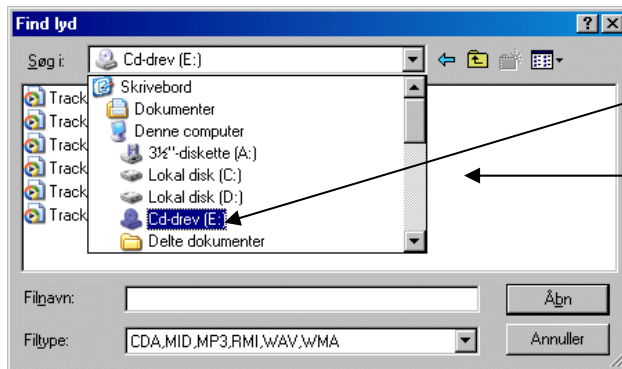 Find lyd
Søg i: Cd-drev (E:)
Skrivebord
Dokumenter
Denne computer
3½"-diskette (A:)
Lokal disk (C:)
Lokal disk (D:)
Cd-drev (E:)
Delte dokumenter
Track
Track
Track
Track
Track
Track
Filnavn:
Åbn
Filtype: CDA,MID,MP3,RMI,WAV,WMA
Annuller